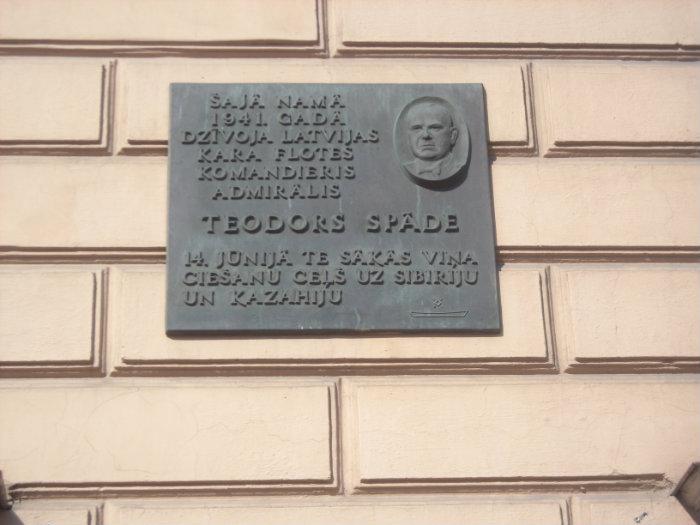 ŠAJĀ NAMĀ
1941. GADĀ
DZĪVOJA LATVIJAS
KARA FLOTES
KOMANDIERIS
ADMIRĀLIS
TEODORS SPĀDE
14. JŪNIJĀ TE SĀKĀS VIŅA
CIEŠANU CEĻŠ UZ SIBĪRIJU
UN KAZAHIJU